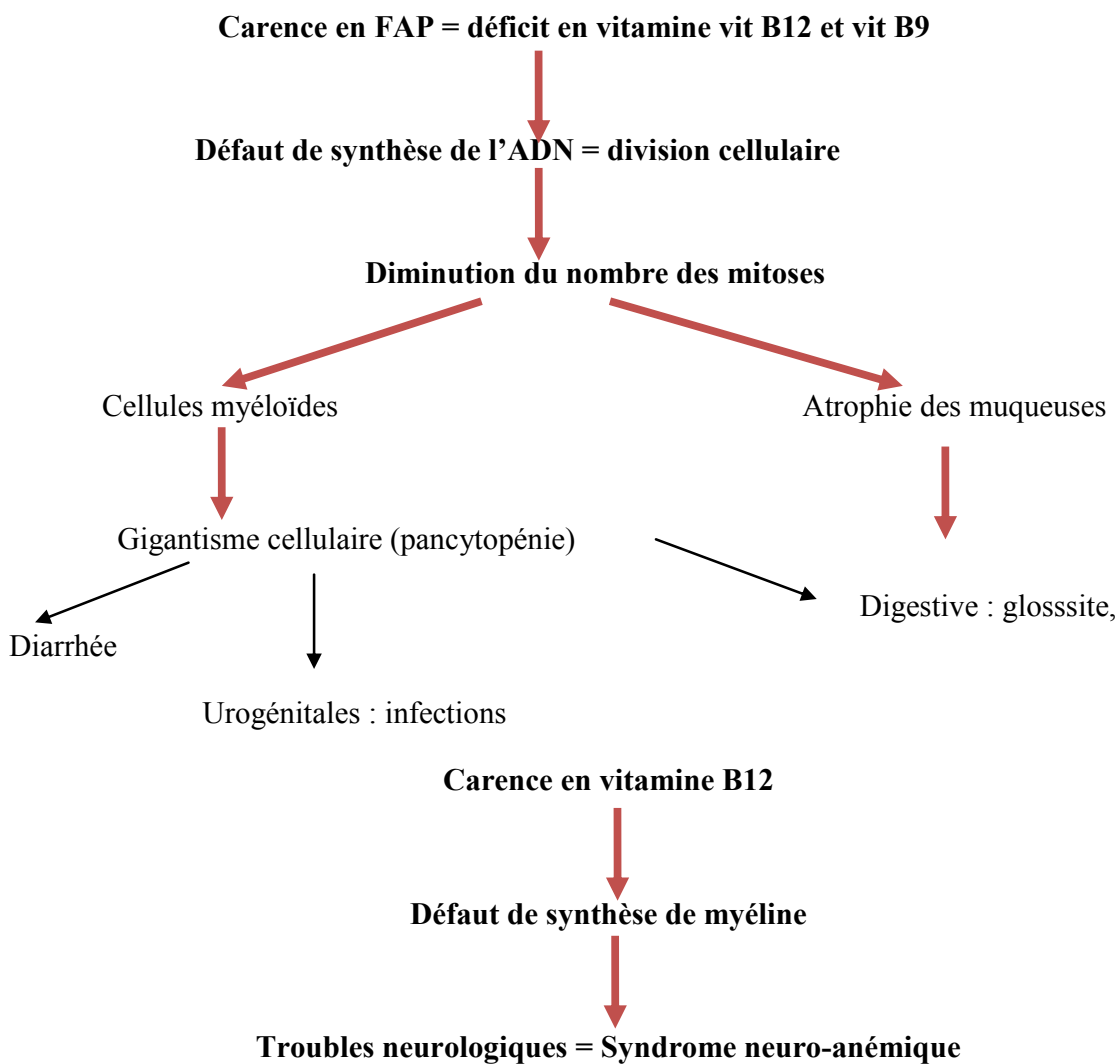 Carence en FAP = déficit en vitamine vit B12 et vit B9
Défaut de synthèse de l’ADN = division cellulaire
Diminution du nombre des mitoses
Cellules myéloïdes
Atrophie des muqueuses
Gigantisme cellulaire (pancytopénie)
Digestive : glosssite,
Diarrhée
Urogénitales : infections
Carence en vitamine B12
Défaut de synthèse de myéline
Troubles neurologiques = Syndrome neuro-anémique